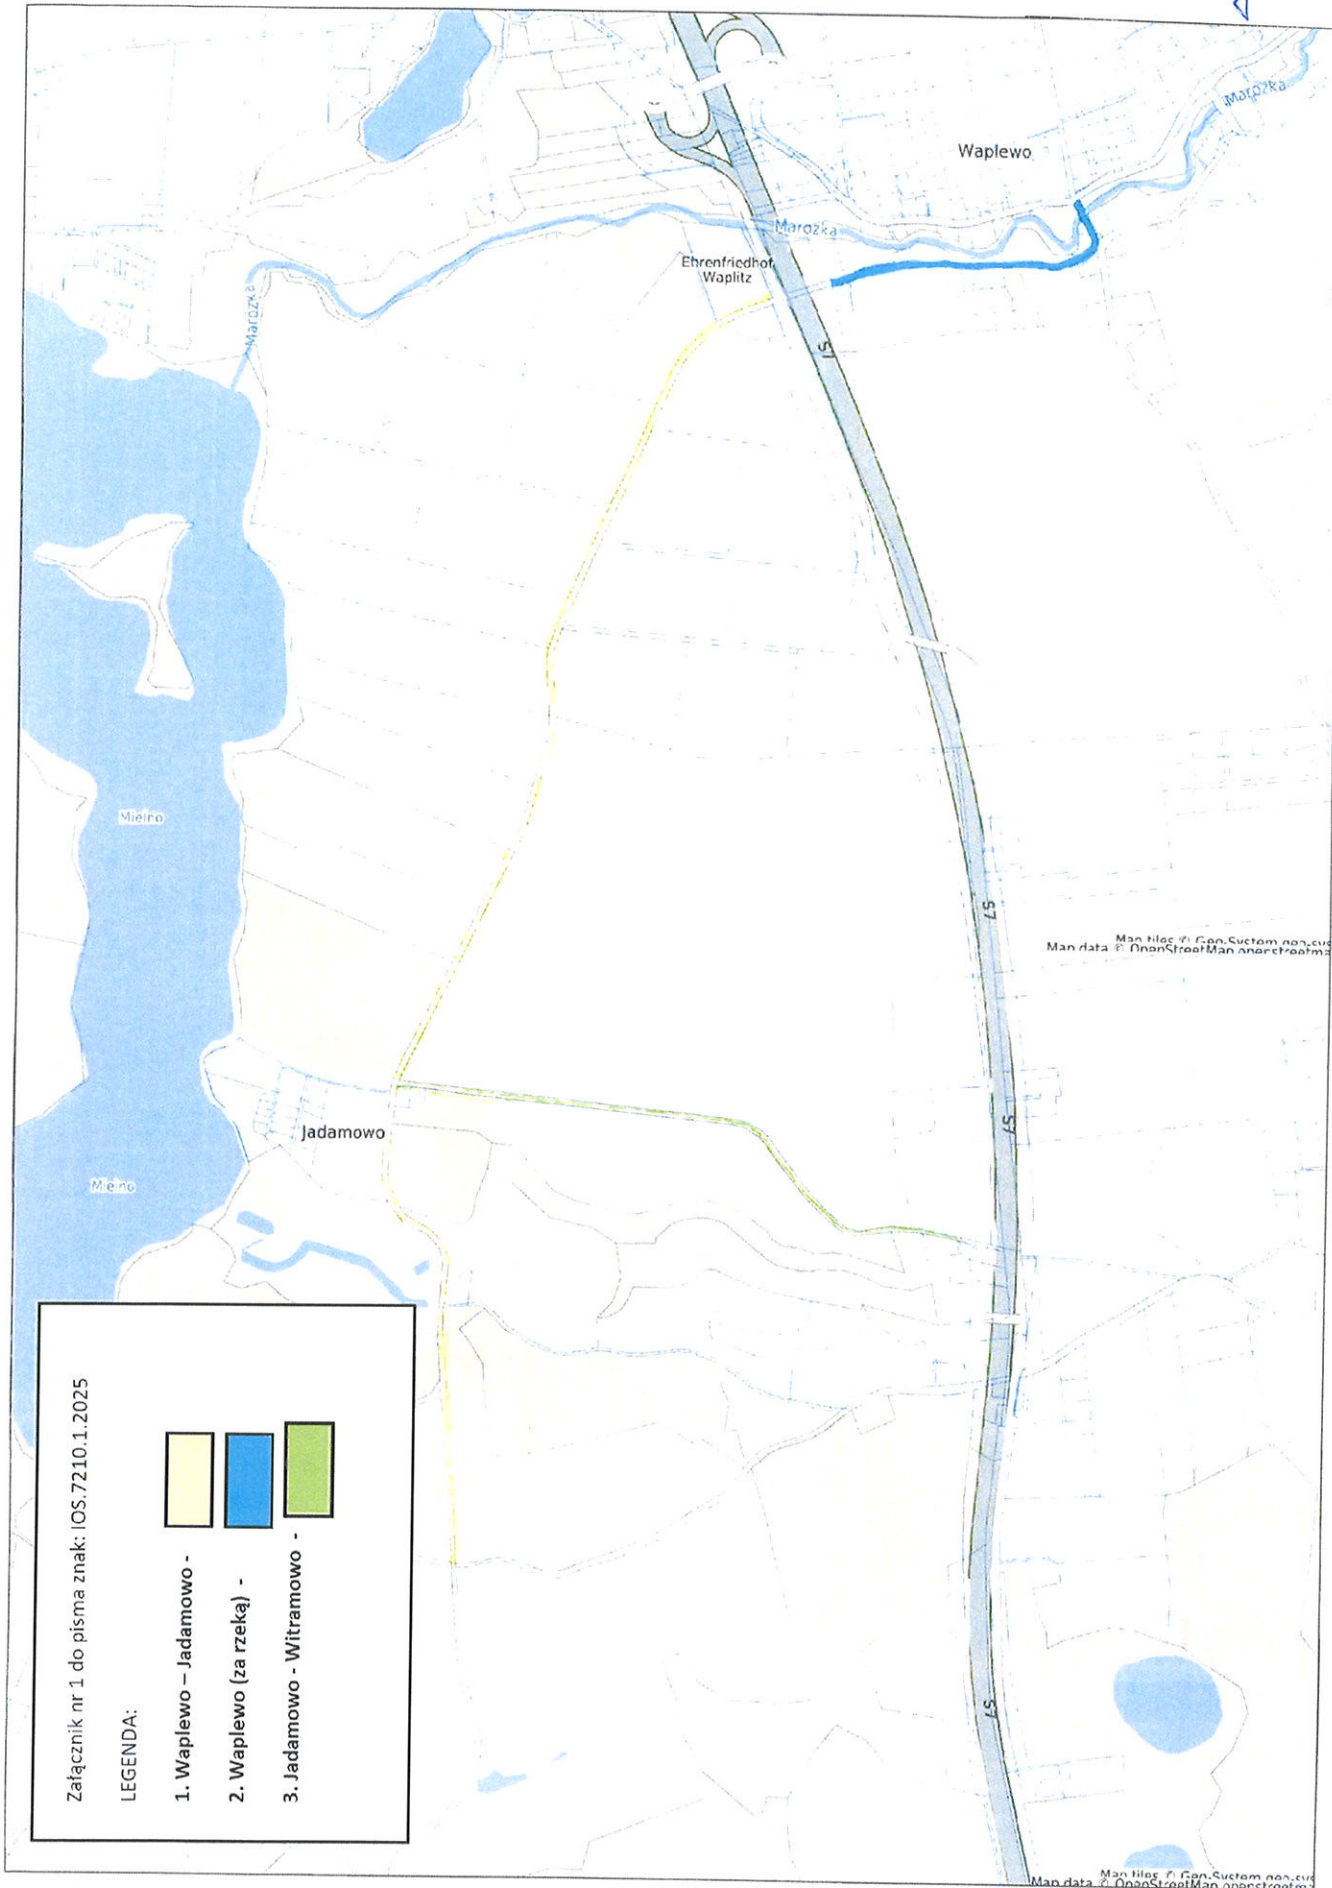 Marózka
Waplewo
Marózka
Ehrenfriedhof
Waplitz
Marózka
S7
Mielno
S7
Map tiles © Geo-System
Map data © OpenStreetMap
Jadamowo
S7
Mielno
Załącznik nr 1 do pisma znak: IOS.7210.1.2025
LEGENDA:
1. Waplewo – Jadamowo -
2. Waplewo (za rzeką) -
3. Jadamowo - Witramowo -
S7
Map tiles © Geo-System
Map data © OpenStreetMap